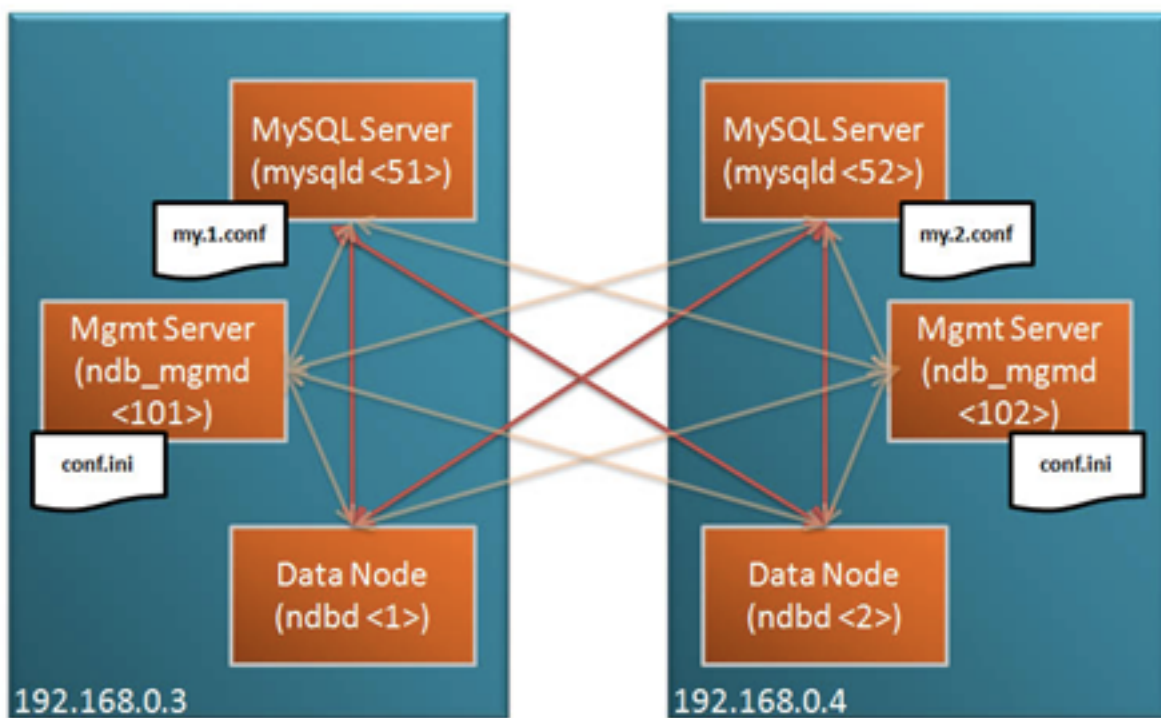 MySQL Server
(mysqld <51>)
my.1.conf
Mgmt Server
(ndb_mgmd
<101>)
conf.ini
Data Node
(ndbd <1>)
192.168.0.3
MySQL Server
(mysqld <52>)
my.2.conf
Mgmt Server
(ndb_mgmd
<102>)
conf.ini
Data Node
(ndbd <2>)
192.168.0.4